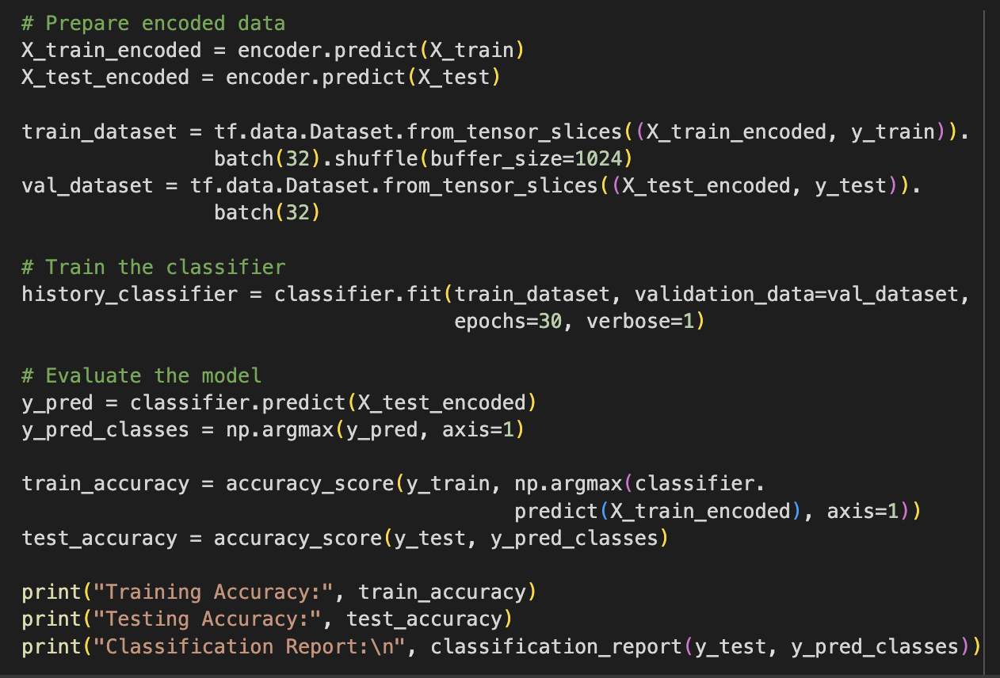 # Prepare encoded data
X_train_encoded = encoder.predict(X_train)
X_test_encoded = encoder.predict(X_test)
train_dataset = tf.data.Dataset.from_tensor_slices((X_train_encoded, y_train)).
batch(32).shuffle(buffer_size=1024)
val_dataset = tf.data.Dataset.from_tensor_slices((X_test_encoded, y_test)).
batch(32)
# Train the classifier
history_classifier = classifier.fit(train_dataset, validation_data=val_dataset,
epochs=30, verbose=1)
# Evaluate the model
y_pred = classifier.predict(X_test_encoded)
y_pred_classes = np.argmax(y_pred, axis=1)
train_accuracy = accuracy_score(y_train, np.argmax(classifier.
predict(X_train_encoded), axis=1))
test_accuracy = accuracy_score(y_test, y_pred_classes)
print("Training Accuracy:", train_accuracy)
print("Testing Accuracy:", test_accuracy)
print("Classification Report:\n", classification_report(y_test, y_pred_classes))